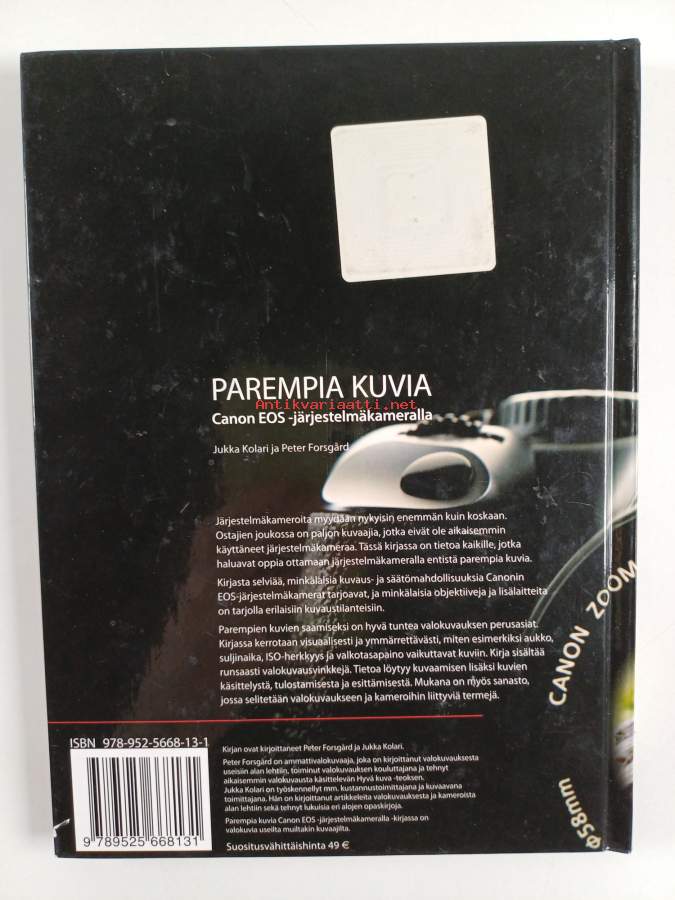 PAREMPIA KUVIA
Antikvariaatti.net
Canon EOS -järjestelmäkameralla
Jukka Kolari ja Peter Forsgård
Järjestelmäkameroita myydään nykyisin enemmän kuin koskaan.
Ostajien joukossa on paljon kuvaajia, jotka eivät ole aikaisemmin
käyttäneet järjestelmäkameraa. Tässä kirjassa on tietoa kaikille, jotka
haluavat oppia ottamaan järjestelmäkameralla entistä parempia kuvia.
Kirjasta selviää, minkälaisia kuvaus- ja säätömahdollisuuksia Canonin
EOS-järjestelmäkamerat tarjoavat, ja minkälaisia objektiiveja ja lisälaitteita
on tarjolla erilaisiin kuvaustilanteisiin.
Parempien kuvien saamiseksi on hyvä tuntea valokuvauksen perusasiat.
Kirjassa kerrotaan visuaalisesti ja ymmärrettävästi, miten esimerkiksi aukko,
suljinaika, ISO-herkkyys ja valkotasapaino vaikuttavat kuviin. Kirja sisältää
runsaasti valokuvausvinkkejä. Tietoa löytyy kuvaamisen lisäksi kuvien
käsittelystä, tulostamisesta ja esittämisestä. Mukana on myös sanasto,
jossa selitetään valokuvaukseen ja kameroihin liittyviä termejä.
CANON ZOOM
ϕ58mm
ISBN 978-952-5668-13-1
9 789525 668131
Kirjan ovat kirjoittaneet Peter Forsgård ja Jukka Kolari.
Peter Forsgård on ammattivalokuvaaja, joka on kirjoittanut valokuvauksesta
useisiin alan lehtiin, toiminut valokuvauksen kouluttajana ja tehnyt
aikaisemmin valokuvausta käsittelevän Hyvä kuva -teoksen.
Jukka Kolari on työskennellyt mm. kustannustoimittajana ja kuvaavana
toimittajana. Hän on kirjoittanut artikkeleita valokuvauksesta ja kameroista
alan lehtiin sekä tehnyt lukuisia eri alojen opaskirjoja.
Parempia kuvia Canon EOS -järjestelmäkameralla -kirjassa on
valokuvia useilta muiltakin kuvaajilta.
Suositusvähittäishinta 49 €